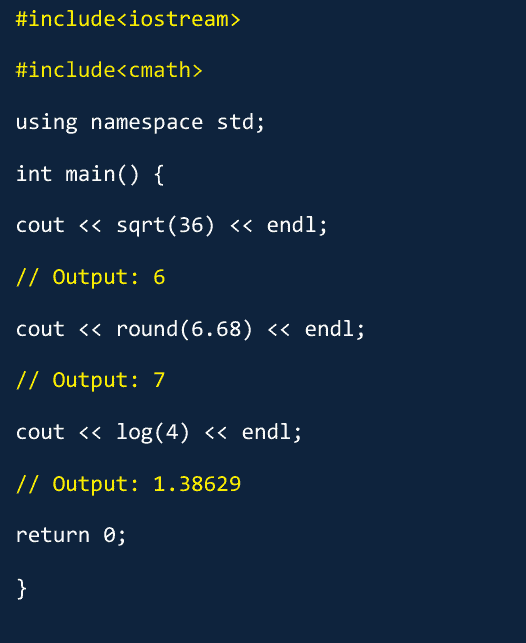 #include<iostream>
#include<cmath>
using namespace std;
int main() {
cout << sqrt(36) << endl;
// Output: 6
cout << round(6.68) << endl;
// Output: 7
cout << log(4) << endl;
// Output: 1.38629
return 0;
}